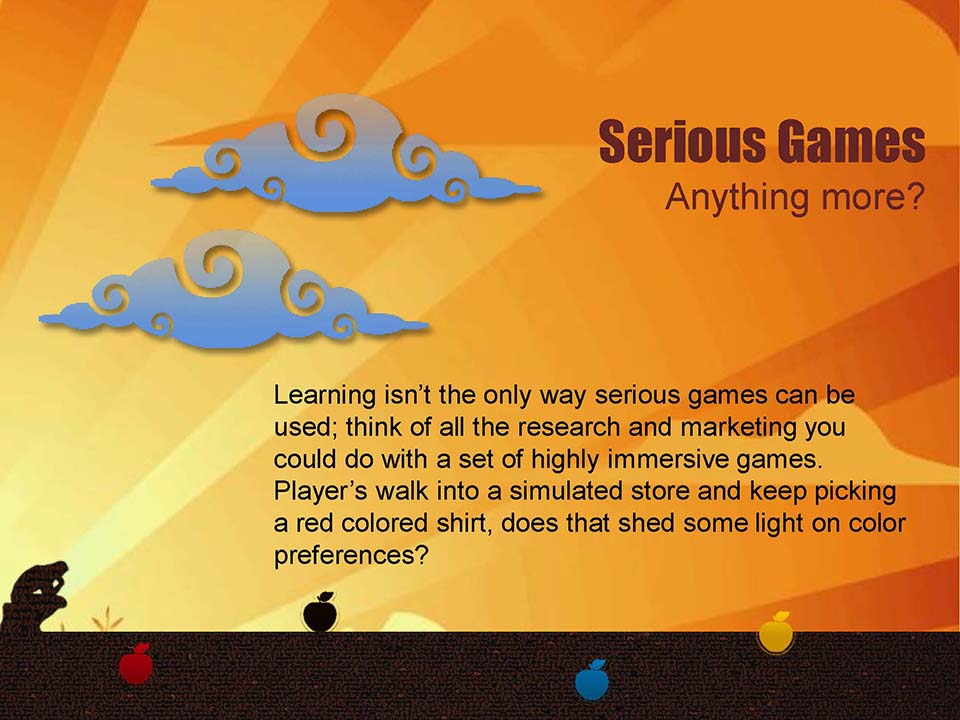 Serious Games
Anything more?
Learning isn’t the only way serious games can be
used; think of all the research and marketing you
could do with a set of highly immersive games.
Player’s walk into a simulated store and keep picking
a red colored shirt, does that shed some light on color
preferences?